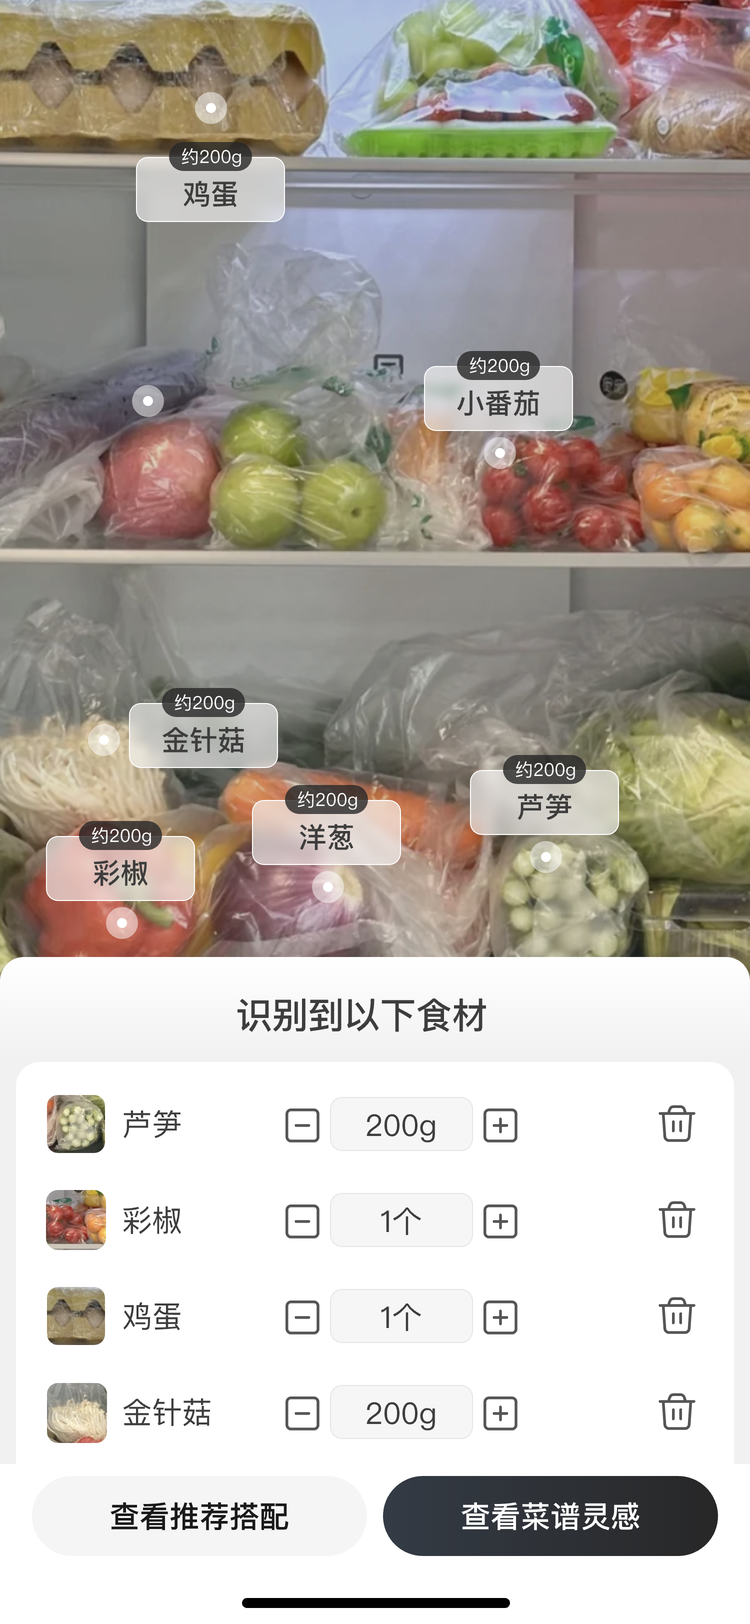 约200g
鸡蛋
约200g
小番茄
约200g
金针菇
约200g
芦笋
约200g
洋葱
约200g
彩椒
识别到以下食材
芦笋
200g
彩椒
1个
鸡蛋
1个
金针菇
200g
查看推荐搭配
查看菜谱灵感